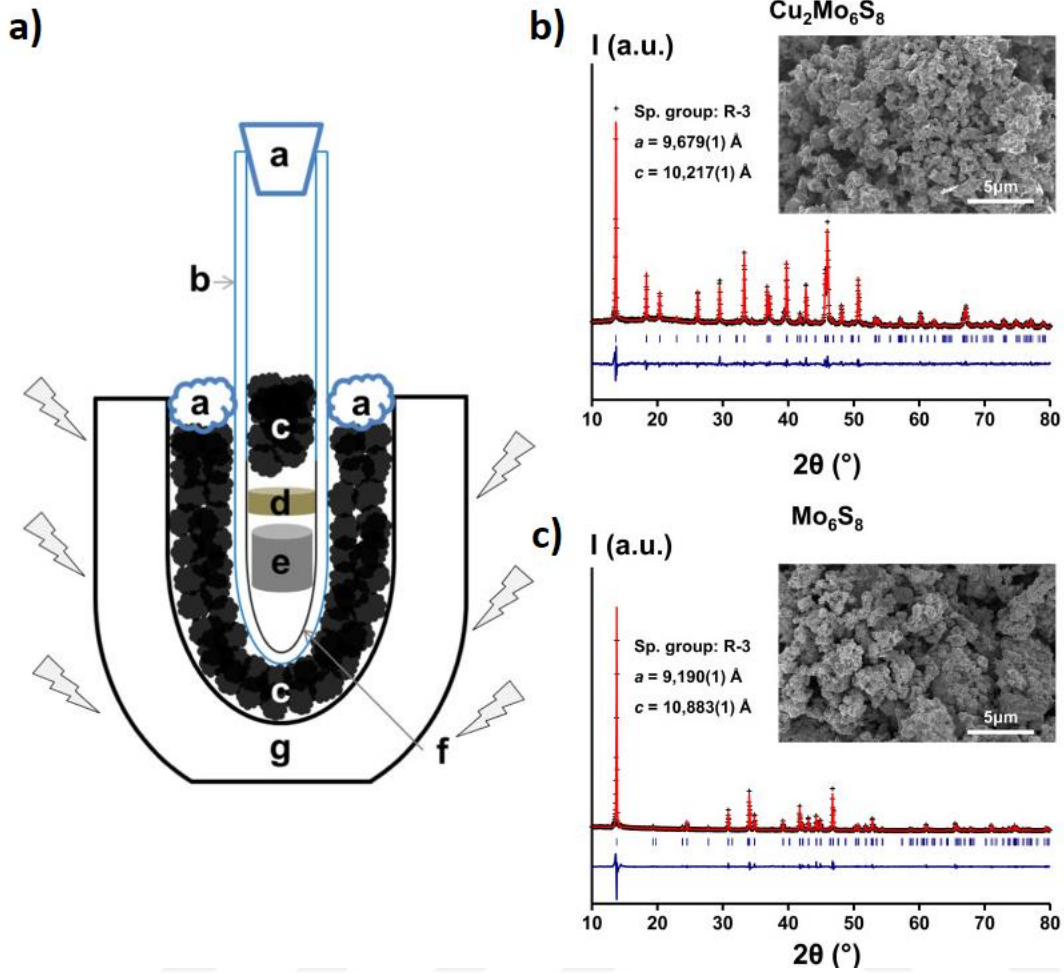 a)
a
b
a
a
c
d
e
c
g
f
b)
Cu₂Mo₆S₈
I (a.u.)
Sp. group: R-3
a = 9,679(1) Å
c = 10,217(1) Å
5µm
10 20 30 40 50 60 70 80
2θ (°)
c)
Mo₆S₈
I (a.u.)
Sp. group: R-3
a = 9,190(1) Å
c = 10,883(1) Å
5µm
10 20 30 40 50 60 70 80
2θ (°)